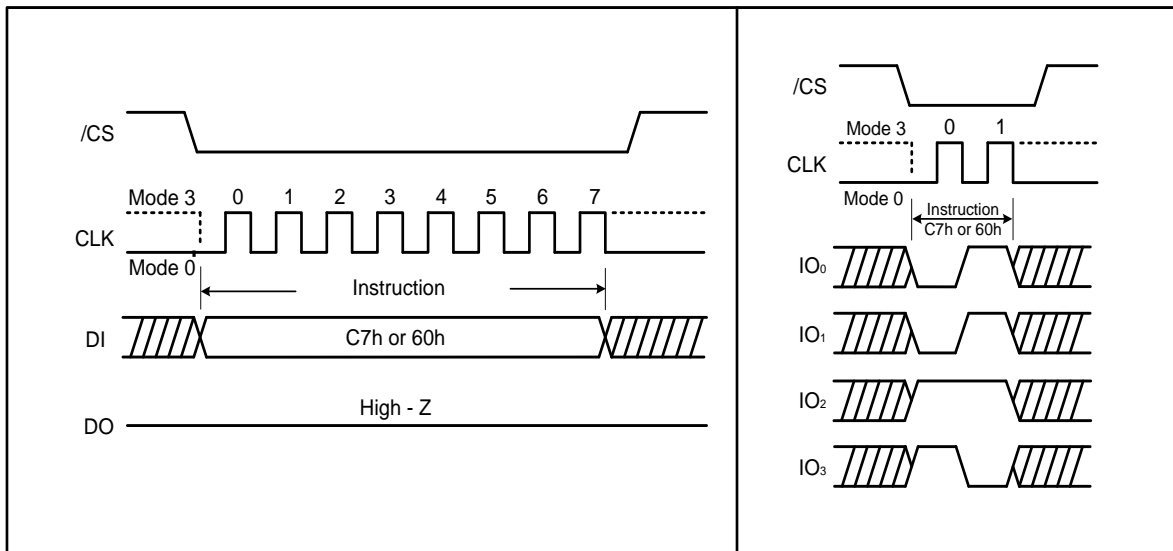 /CS
Mode 3 0 1 2 3 4 5 6 7
CLK
Mode 0
Instruction
DI
C7h or 60h
High - Z
DO
/CS
Mode 3 0 1
CLK
Mode 0
Instruction
C7h or 60h
IO0
IO1
IO2
IO3